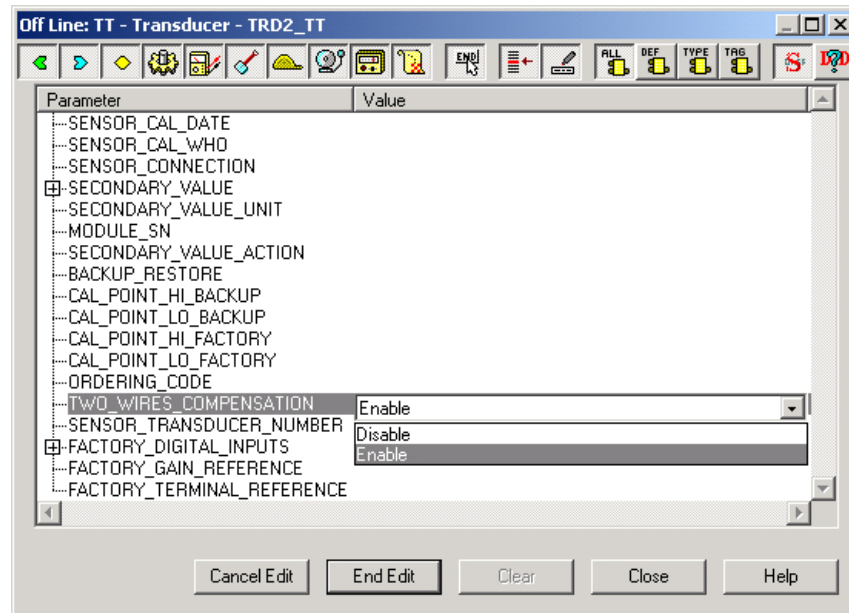 Off Line: TT - Transducer - TRD2_TT
END ALL DEF TYPE TAG S DD
Parameter Value
SENSOR_CAL_DATE
SENSOR_CAL_WHO
SENSOR_CONNECTION
SECONDARY_VALUE
SECONDARY_VALUE_UNIT
MODULE_SN
SECONDARY_VALUE_ACTION
BACKUP_RESTORE
CAL_POINT_HI_BACKUP
CAL_POINT_LO_BACKUP
CAL_POINT_HI_FACTORY
CAL_POINT_LO_FACTORY
ORDERING_CODE
TWO_WIRES_COMPENSATION Enable
SENSOR_TRANSDUCER_NUMBER Disable
FACTORY_DIGITAL_INPUTS Enable
FACTORY_GAIN_REFERENCE
FACTORY_TERMINAL_REFERENCE
Cancel Edit End Edit Clear Close Help